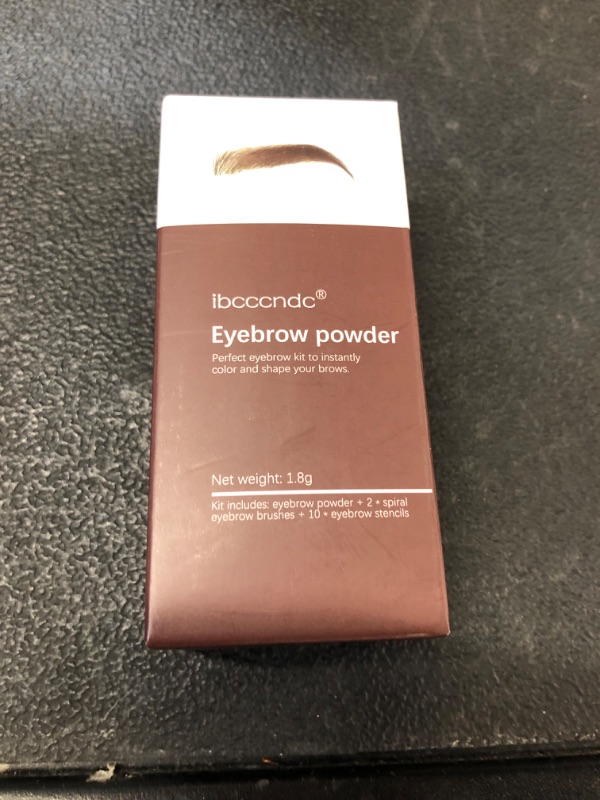 ibcccndc®
Eyebrow powder
Perfect eyebrow kit to instantly
color and shape your brows.
Net weight: 1.8g
Kit includes: eyebrow powder + 2 * spiral
eyebrow brushes + 10 * eyebrow stencils